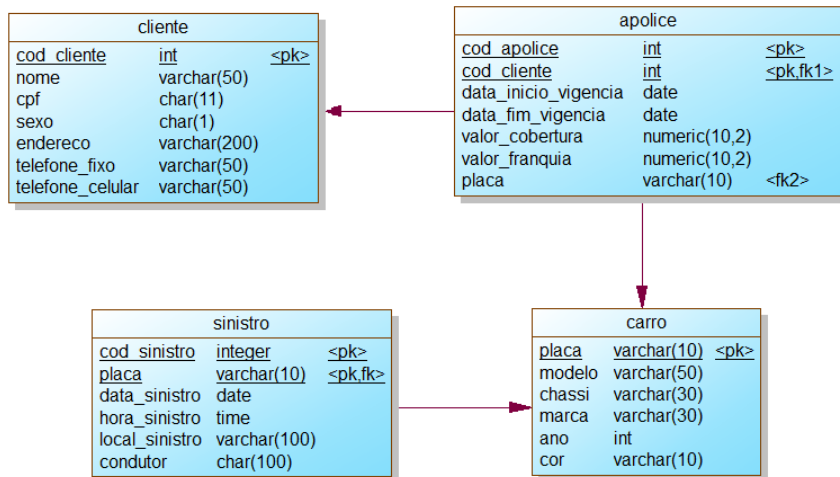 cliente
cod_cliente int <pk>
nome varchar(50)
cpf char(11)
sexo char(1)
endereco varchar(200)
telefone_fixo varchar(50)
telefone_celular varchar(50)
apolice
cod_apolice int <pk>
cod_cliente int <pk,fk1>
data_inicio_vigencia date
data_fim_vigencia date
valor_cobertura numeric(10,2)
valor_franquia numeric(10,2)
placa varchar(10) <fk2>
sinistro
cod_sinistro integer <pk>
placa varchar(10) <pk,fk>
data_sinistro date
hora_sinistro time
local_sinistro varchar(100)
condutor char(100)
carro
placa varchar(10) <pk>
modelo varchar(50)
chassi varchar(30)
marca varchar(30)
ano int
cor varchar(10)